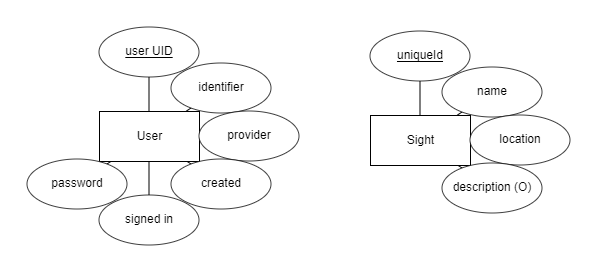 user UID
identifier
User
provider
password
created
signed in
uniqueId
name
Sight
location
description (O)